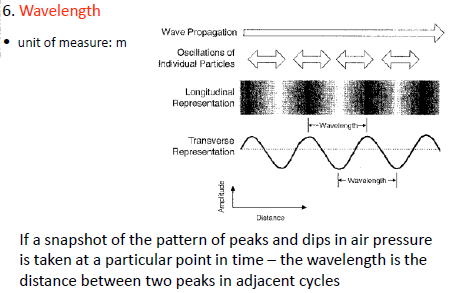 6. Wavelength
• unit of measure: m
Wave Propagation
Oscillations of
Individual Particles
Longitudinal
Representation
Wavelength
Transverse
Representation
Wavelength
Amplitude
Distance
If a snapshot of the pattern of peaks and dips in air pressure
is taken at a particular point in time – the wavelength is the
distance between two peaks in adjacent cycles